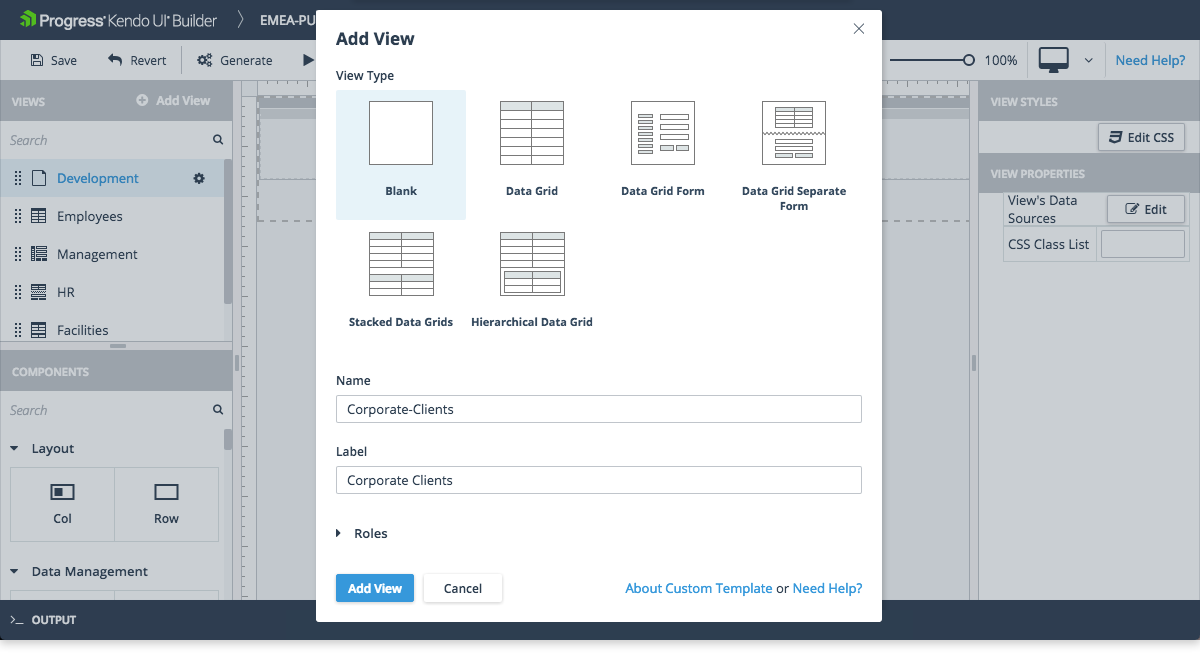 Progress Kendo UI Builder
EMEA-PU
Save
Revert
Generate
100%
Need Help?
VIEWS
Add View
Search
Development
Employees
Management
HR
Facilities
COMPONENTS
Search
Layout
Col
Row
Data Management
>_ OUTPUT
Add View
View Type
Blank
Data Grid
Data Grid Form
Data Grid Separate
Form
Stacked Data Grids
Hierarchical Data Grid
Name
Corporate-Clients
Label
Corporate Clients
Roles
Add View
Cancel
About Custom Template or Need Help?
VIEW STYLES
Edit CSS
VIEW PROPERTIES
View's Data
Sources
Edit
CSS Class List